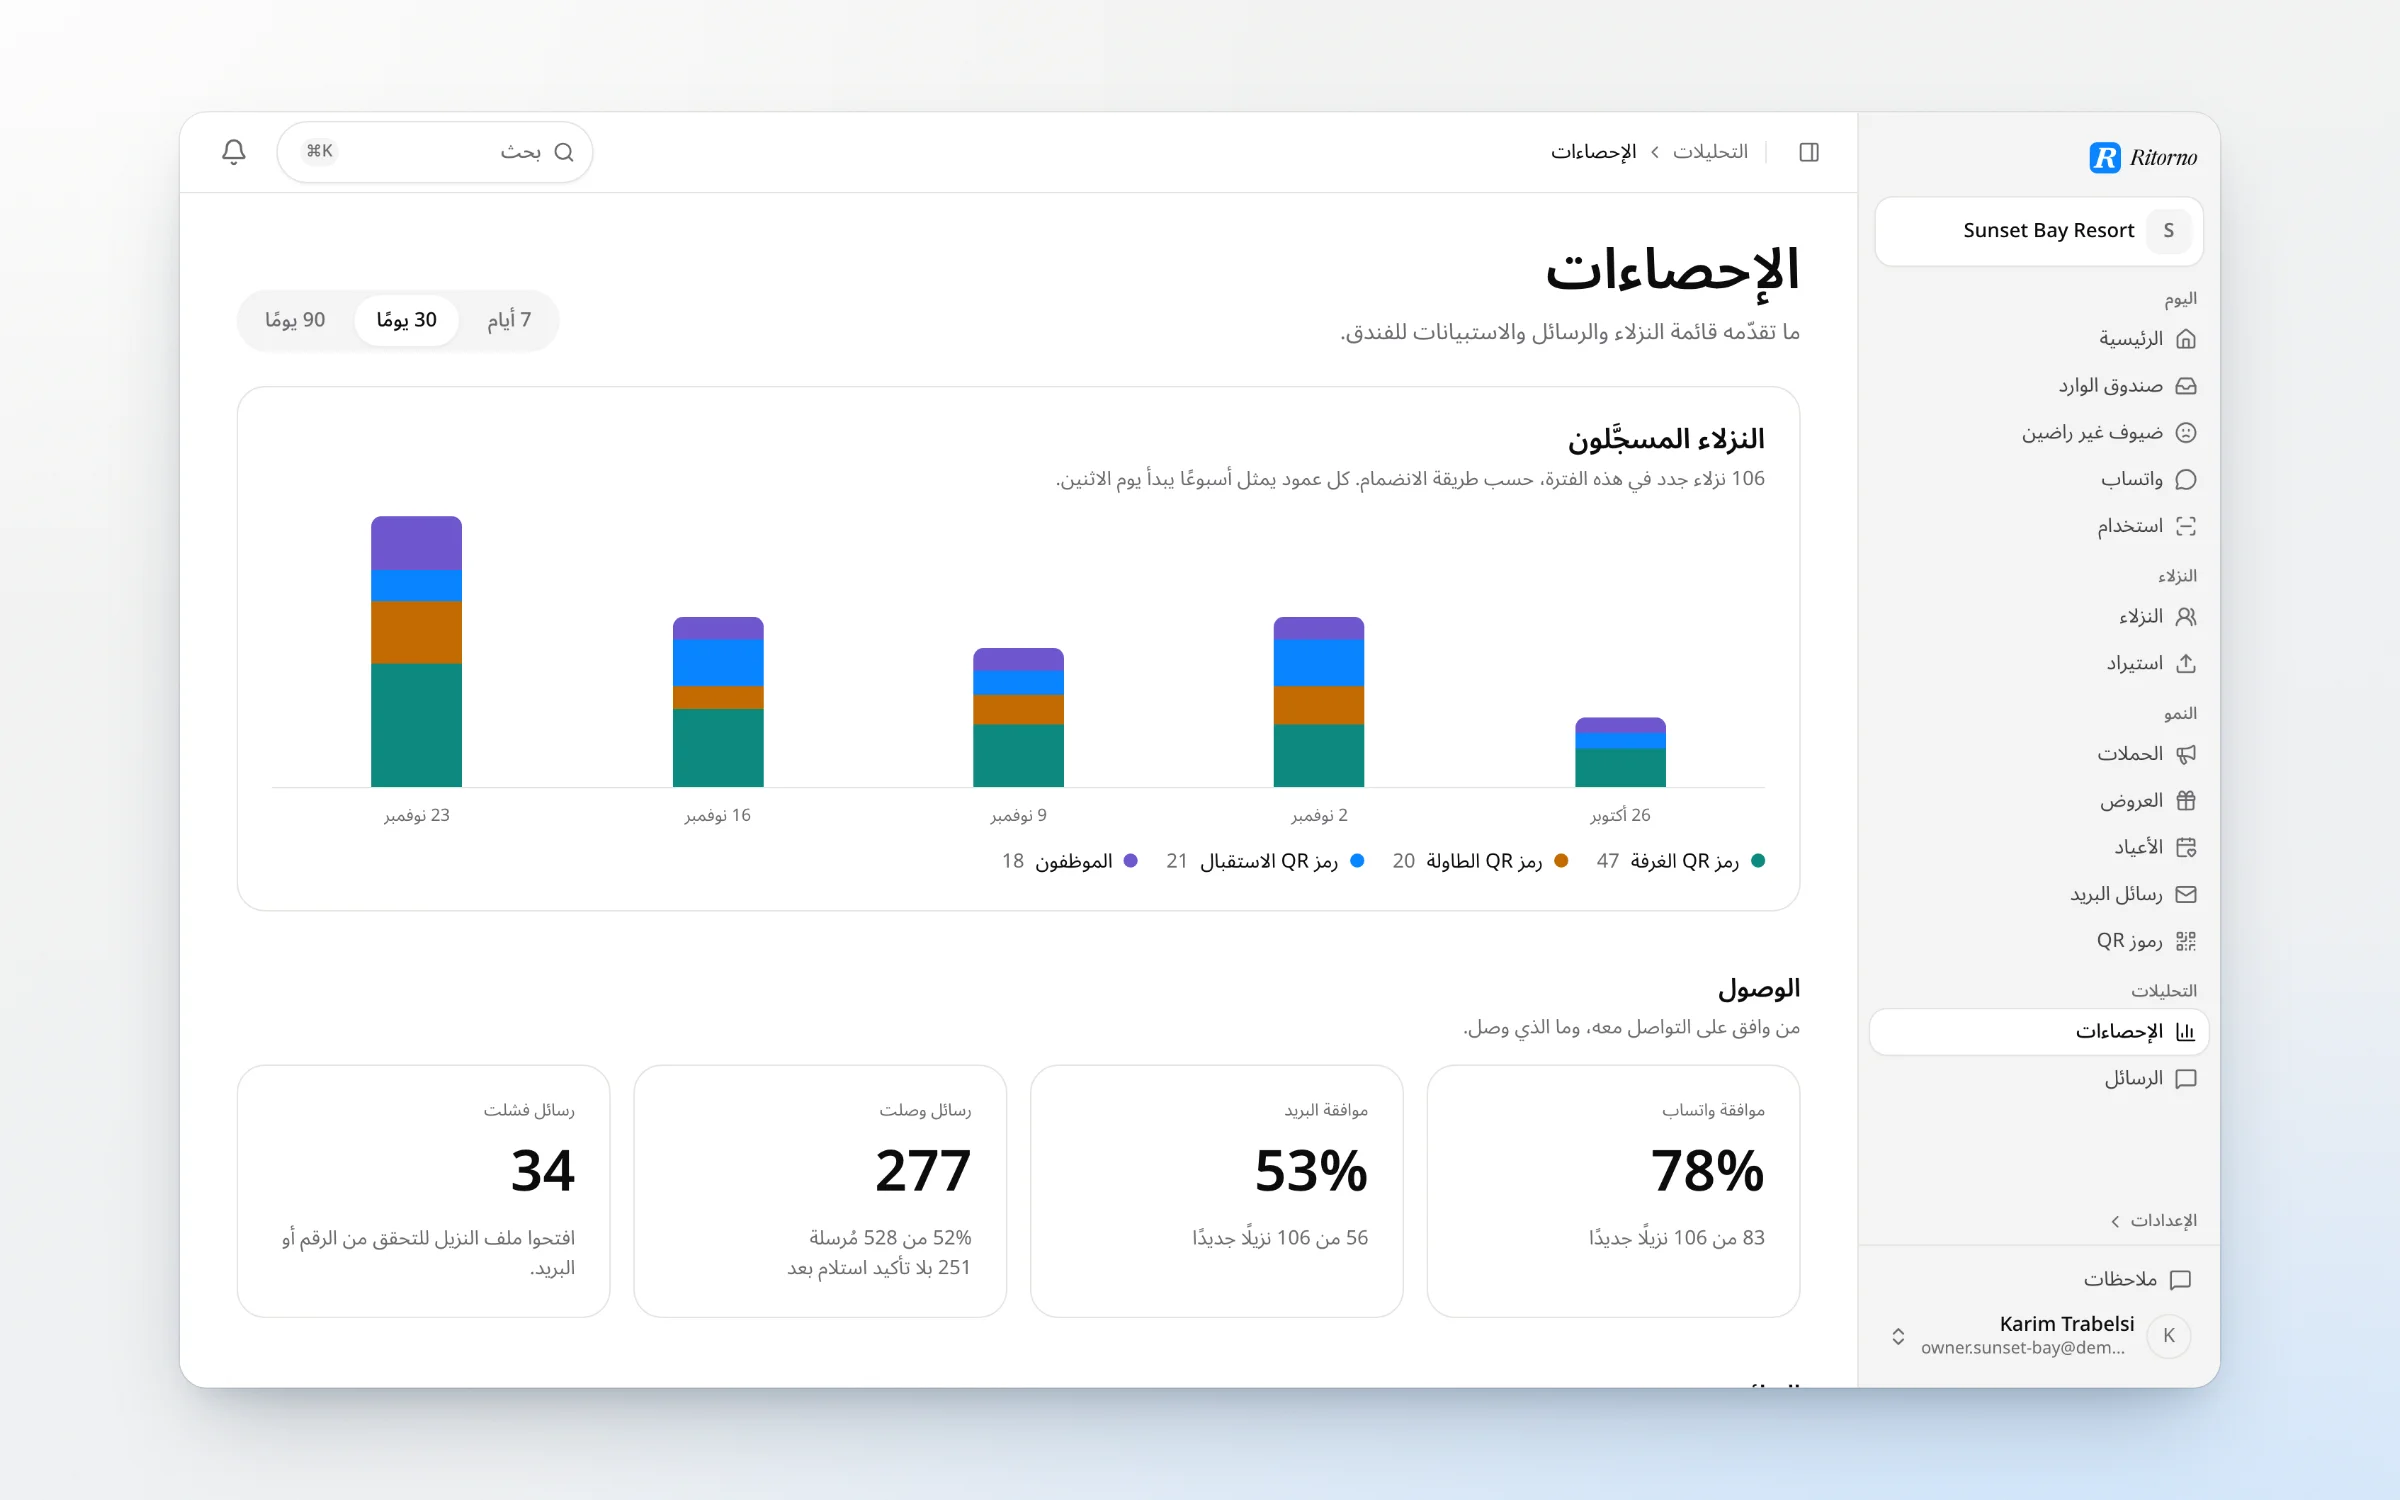 Ritorno
S Sunset Bay Resort
اليوم
الرئيسية
صندوق الوارد
ضيوف غير راضين
واتساب
استخدام
النزلاء
النزلاء
استيراد
النمو
الحملات
العروض
الأعياد
رسائل البريد
رموز QR
التحليلات
الإحصاءات
الرسائل
الإعدادات
ملاحظات
K Karim Trabelsi
owner.sunset-bay@dem...
التحليلات الإحصاءات
بحث ⌘K
الإحصاءات
ما تقدّمه قائمة النزلاء والرسائل والاستبيانات للفندق.
7 أيام 30 يومًا 90 يومًا
النزلاء المسجَّلون
106 نزلاء جدد في هذه الفترة، حسب طريقة الانضمام. كل عمود يمثل أسبوعًا يبدأ يوم الاثنين.
26 أكتوبر 2 نوفمبر 9 نوفمبر 16 نوفمبر 23 نوفمبر
رمز QR الغرفة 47 رمز QR الطاولة 20 رمز QR الاستقبال 21 الموظفون 18
الوصول
من وافق على التواصل معه، وما الذي وصل.
موافقة واتساب
78%
83 من 106 نزيلًا جديدًا
موافقة البريد
53%
56 من 106 نزيلًا جديدًا
رسائل وصلت
277
52% من 528 مُرسلة
251 بلا تأكيد استلام بعد
رسائل فشلت
34
افتحوا ملف النزيل للتحقق من الرقم أو
البريد.